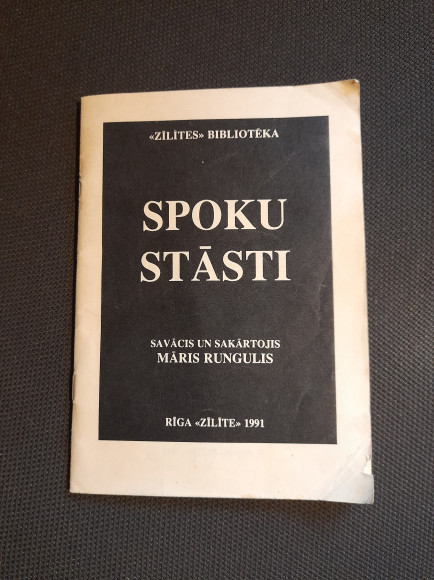 «ZĪLĪTES» BIBLIOTĒKA
SPOKU
STĀSTI
SAVĀCIS UN SAKĀRTOJIS
MĀRIS RUNGULIS
RĪGA «ZĪLĪTE» 1991